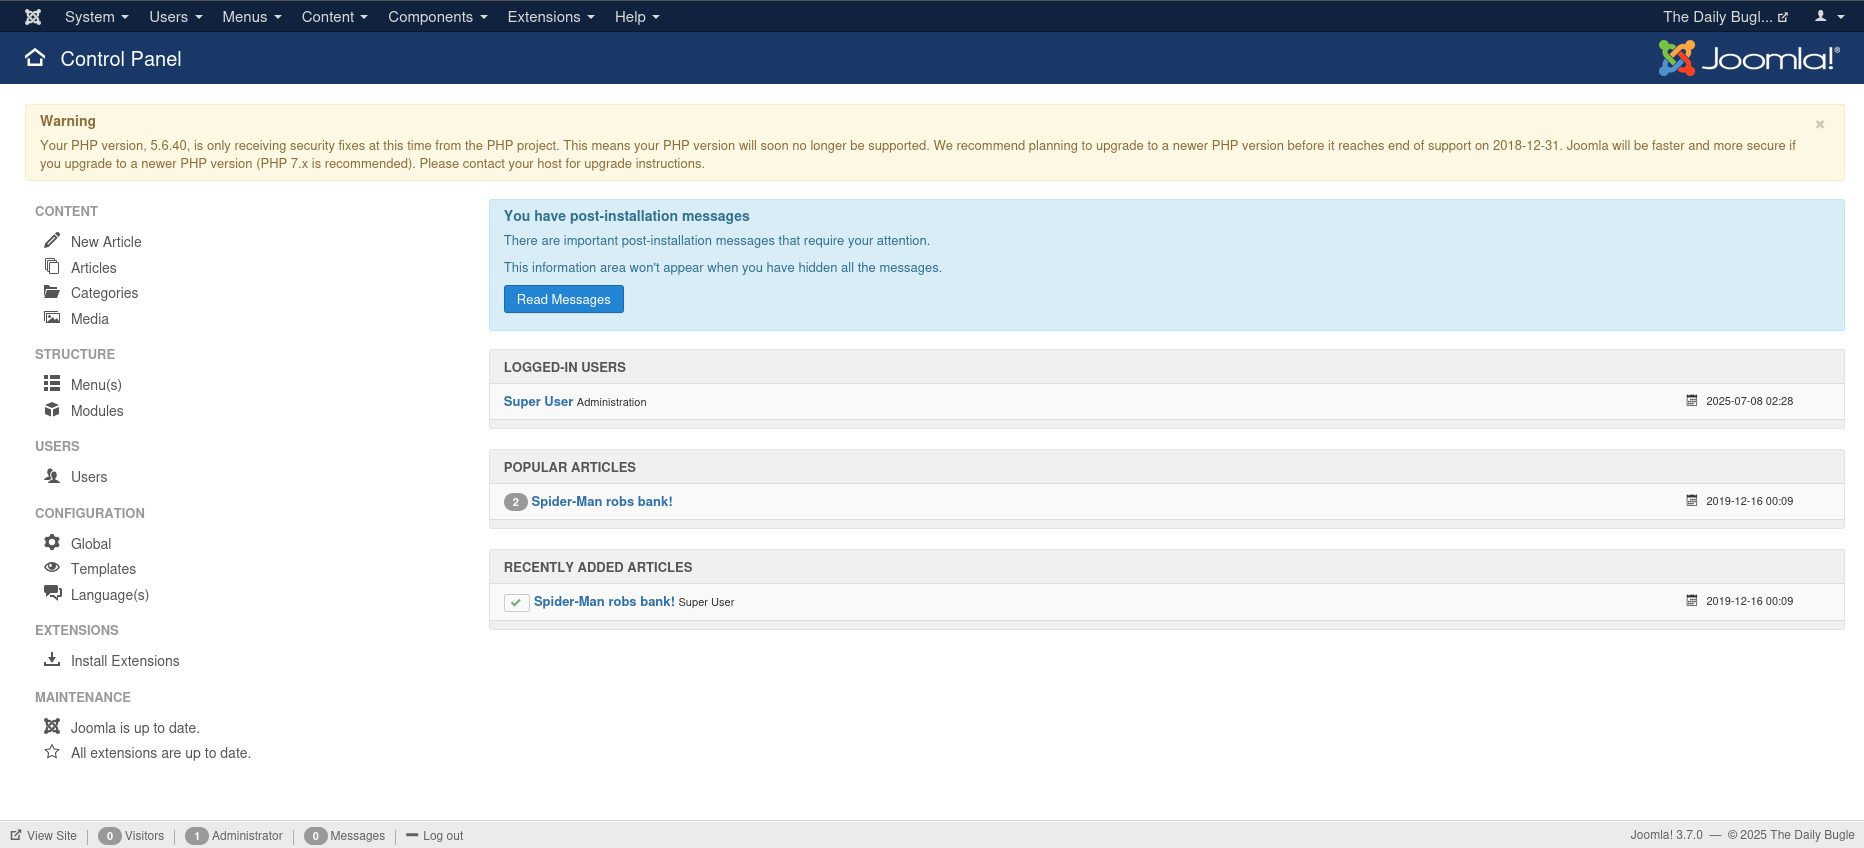 System Users Menus Content Components Extensions Help The Daily Bugl...
Control Panel Joomla!®
Warning
Your PHP version, 5.6.40, is only receiving security fixes at this time from the PHP project. This means your PHP version will soon no longer be supported. We recommend planning to upgrade to a newer PHP version before it reaches end of support on 2018-12-31. Joomla will be faster and more secure if
you upgrade to a newer PHP version (PHP 7.x is recommended). Please contact your host for upgrade instructions.
CONTENT
New Article
Articles
Categories
Media
STRUCTURE
Menu(s)
Modules
USERS
Users
CONFIGURATION
Global
Templates
Language(s)
EXTENSIONS
Install Extensions
MAINTENANCE
Joomla is up to date.
All extensions are up to date.
You have post-installation messages
There are important post-installation messages that require your attention.
This information area won't appear when you have hidden all the messages.
Read Messages
LOGGED-IN USERS
Super User Administration 2025-07-08 02:28
POPULAR ARTICLES
2 Spider-Man robs bank! 2019-12-16 00:09
RECENTLY ADDED ARTICLES
Spider-Man robs bank! Super User 2019-12-16 00:09
View Site 0 Visitors 1 Administrator 0 Messages Log out Joomla! 3.7.0 — © 2025 The Daily Bugle